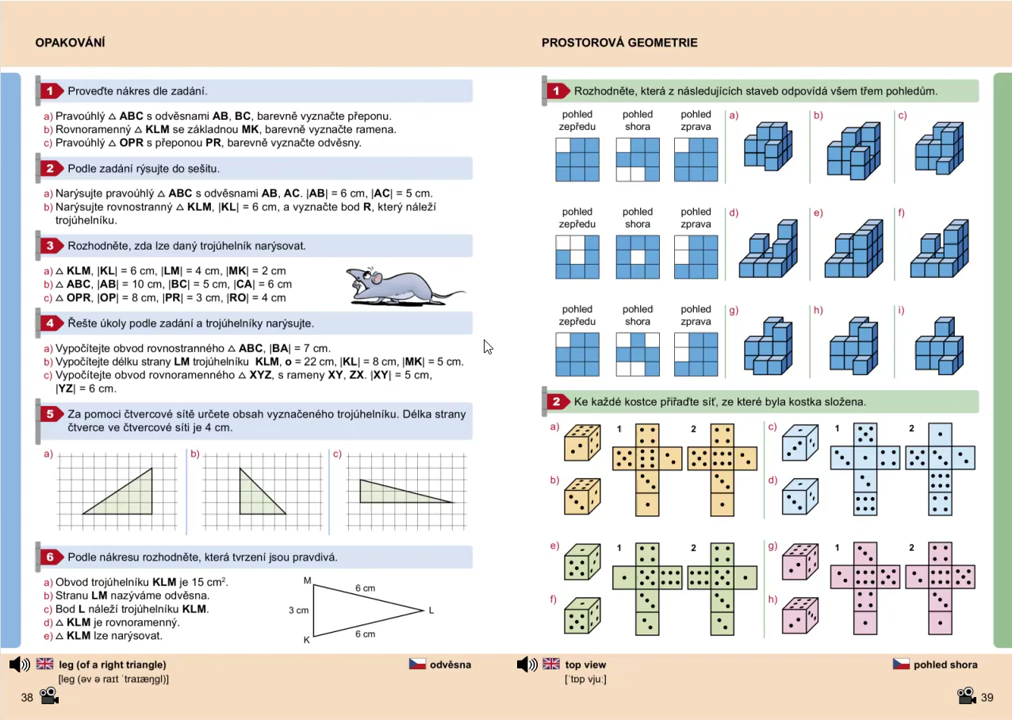 OPAKOVÁNÍ
1 Proveďte nákres dle zadání.
a) Pravoúhlý △ ABC s odvěsnami AB, BC, barevně vyznačte přeponu.
b) Rovnoramenný △ KLM se základnou MK, barevně vyznačte ramena.
c) Pravoúhlý △ OPR s přeponou PR, barevně vyznačte odvěsny.
2 Podle zadání rýsujte do sešitu.
a) Narýsujte pravoúhlý △ ABC s odvěsnami AB, AC. |AB| = 6 cm, |AC| = 5 cm.
b) Narýsujte rovnostranný △ KLM, |KL| = 6 cm, a vyznačte bod R, který náleží
trojúhelníku.
3 Rozhodněte, zda lze daný trojúhelník narýsovat.
a) △ KLM, |KL| = 6 cm, |LM| = 4 cm, |MK| = 2 cm
b) △ ABC, |AB| = 10 cm, |BC| = 5 cm, |CA| = 6 cm
c) △ OPR, |OP| = 8 cm, |PR| = 3 cm, |RO| = 4 cm
4 Řešte úkoly podle zadání a trojúhelníky narýsujte.
a) Vypočítejte obvod rovnostranného △ ABC, |BA| = 7 cm.
b) Vypočítejte délku strany LM trojúhelníku KLM, o = 22 cm, |KL| = 8 cm, |MK| = 5 cm.
c) Vypočítejte obvod rovnoramenného △ XYZ, s rameny XY, ZX. |XY| = 5 cm,
|YZ| = 6 cm.
5 Za pomoci čtvercové sítě určete obsah vyznačeného trojúhelníku. Délka strany
čtverce ve čtvercové síti je 4 cm.
a) b) c)
6 Podle nákresu rozhodněte, která tvrzení jsou pravdivá.
a) Obvod trojúhelníku KLM je 15 cm².
b) Stranu LM nazýváme odvěsna.
c) Bod L náleží trojúhelníku KLM.
d) △ KLM je rovnoramenný.
e) △ KLM lze narýsovat.
M
6 cm
3 cm
L
6 cm
K
leg (of a right triangle)
odvěsna
[leg (əv ə raɪt ˈtraɪæŋgl)]
38
PROSTOROVÁ GEOMETRIE
1 Rozhodněte, která z následujících staveb odpovídá všem třem pohledům.
pohled pohled pohled
zepředu shora zprava
a) b) c)
pohled pohled pohled
zepředu shora zprava
d) e) f)
pohled pohled pohled
zepředu shora zprava
g) h) i)
2 Ke každé kostce přiřaďte síť, ze které byla kostka složena.
a) 1 2
b)
c) 1 2
d)
e) 1 2
f)
g) 1 2
h)
top view
pohled shora
[ˈtɒp vjuː]
39